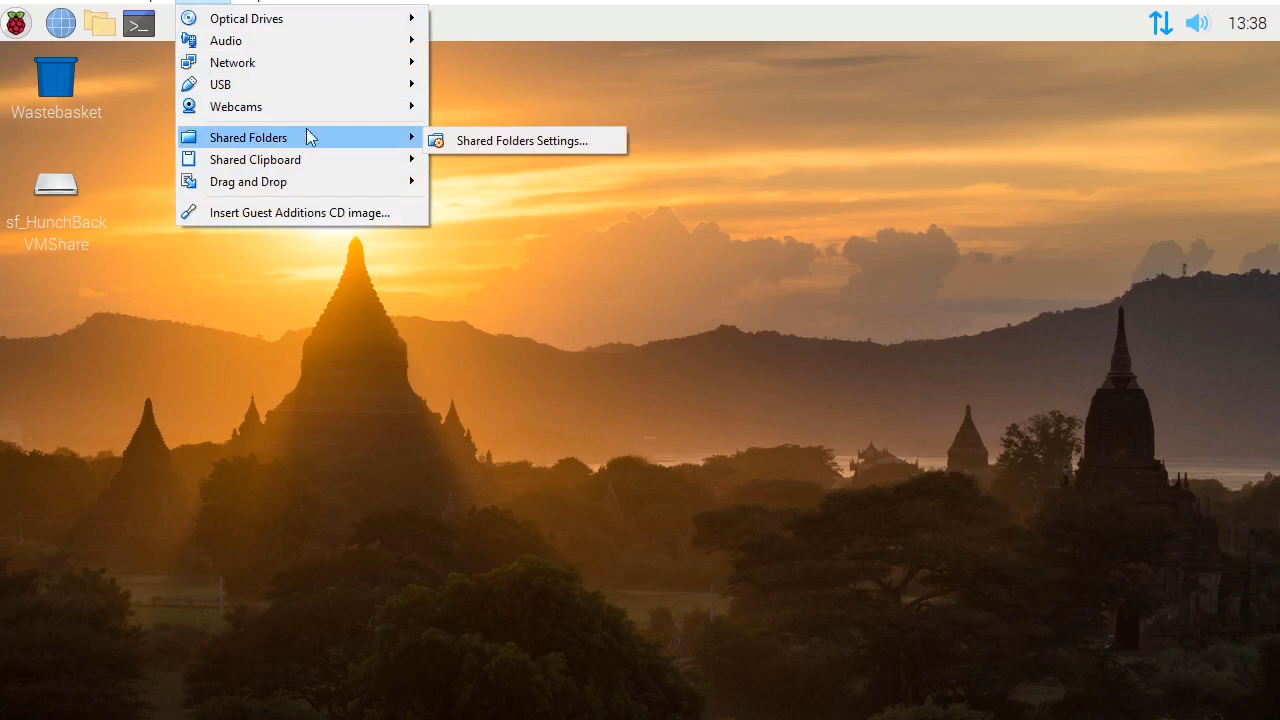 13:38
Optical Drives
Audio
Network
USB
Webcams
Shared Folders
Shared Folders Settings...
Shared Clipboard
Drag and Drop
Insert Guest Additions CD image...
Wastebasket
sf_HunchBack
VMShare